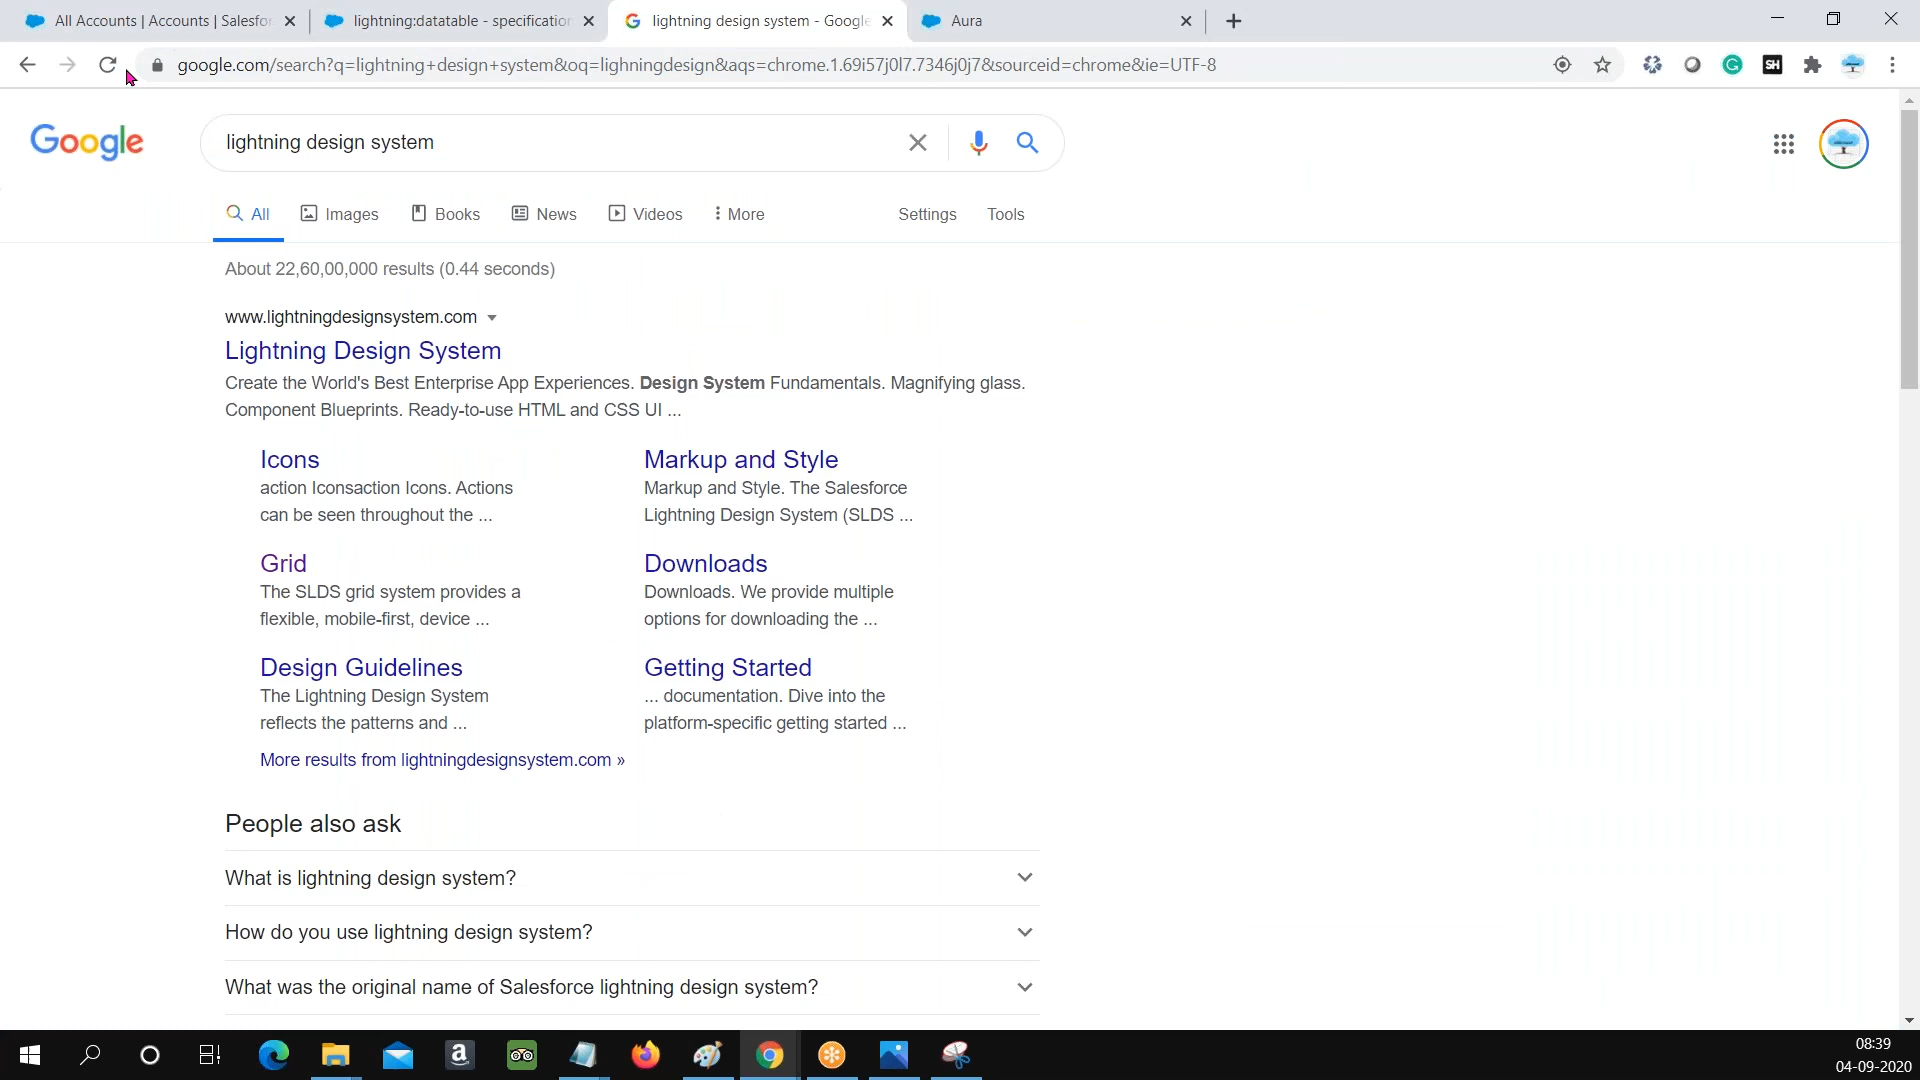 All Accounts | Accounts | Salesfor
lightning:datatable - specification
lightning design system - Google
Aura
google.com/search?q=lightning+design+system&oq=lighningdesign&aqs=chrome.1.69i57j0l7.7346j0j7&sourceid=chrome&ie=UTF-8
SH
Google
lightning design system
All
Images
Books
News
Videos
More
Settings
Tools
About 22,60,00,000 results (0.44 seconds)
www.lightningdesignsystem.com
Lightning Design System
Create the World's Best Enterprise App Experiences. Design System Fundamentals. Magnifying glass.
Component Blueprints. Ready-to-use HTML and CSS UI ...
Icons
action Iconsaction Icons. Actions
can be seen throughout the ...
Markup and Style
Markup and Style. The Salesforce
Lightning Design System (SLDS ...
Grid
The SLDS grid system provides a
flexible, mobile-first, device ...
Downloads
Downloads. We provide multiple
options for downloading the ...
Design Guidelines
The Lightning Design System
reflects the patterns and ...
Getting Started
... documentation. Dive into the
platform-specific getting started ...
More results from lightningdesignsystem.com »
People also ask
What is lightning design system?
How do you use lightning design system?
What was the original name of Salesforce lightning design system?
08:39
04-09-2020